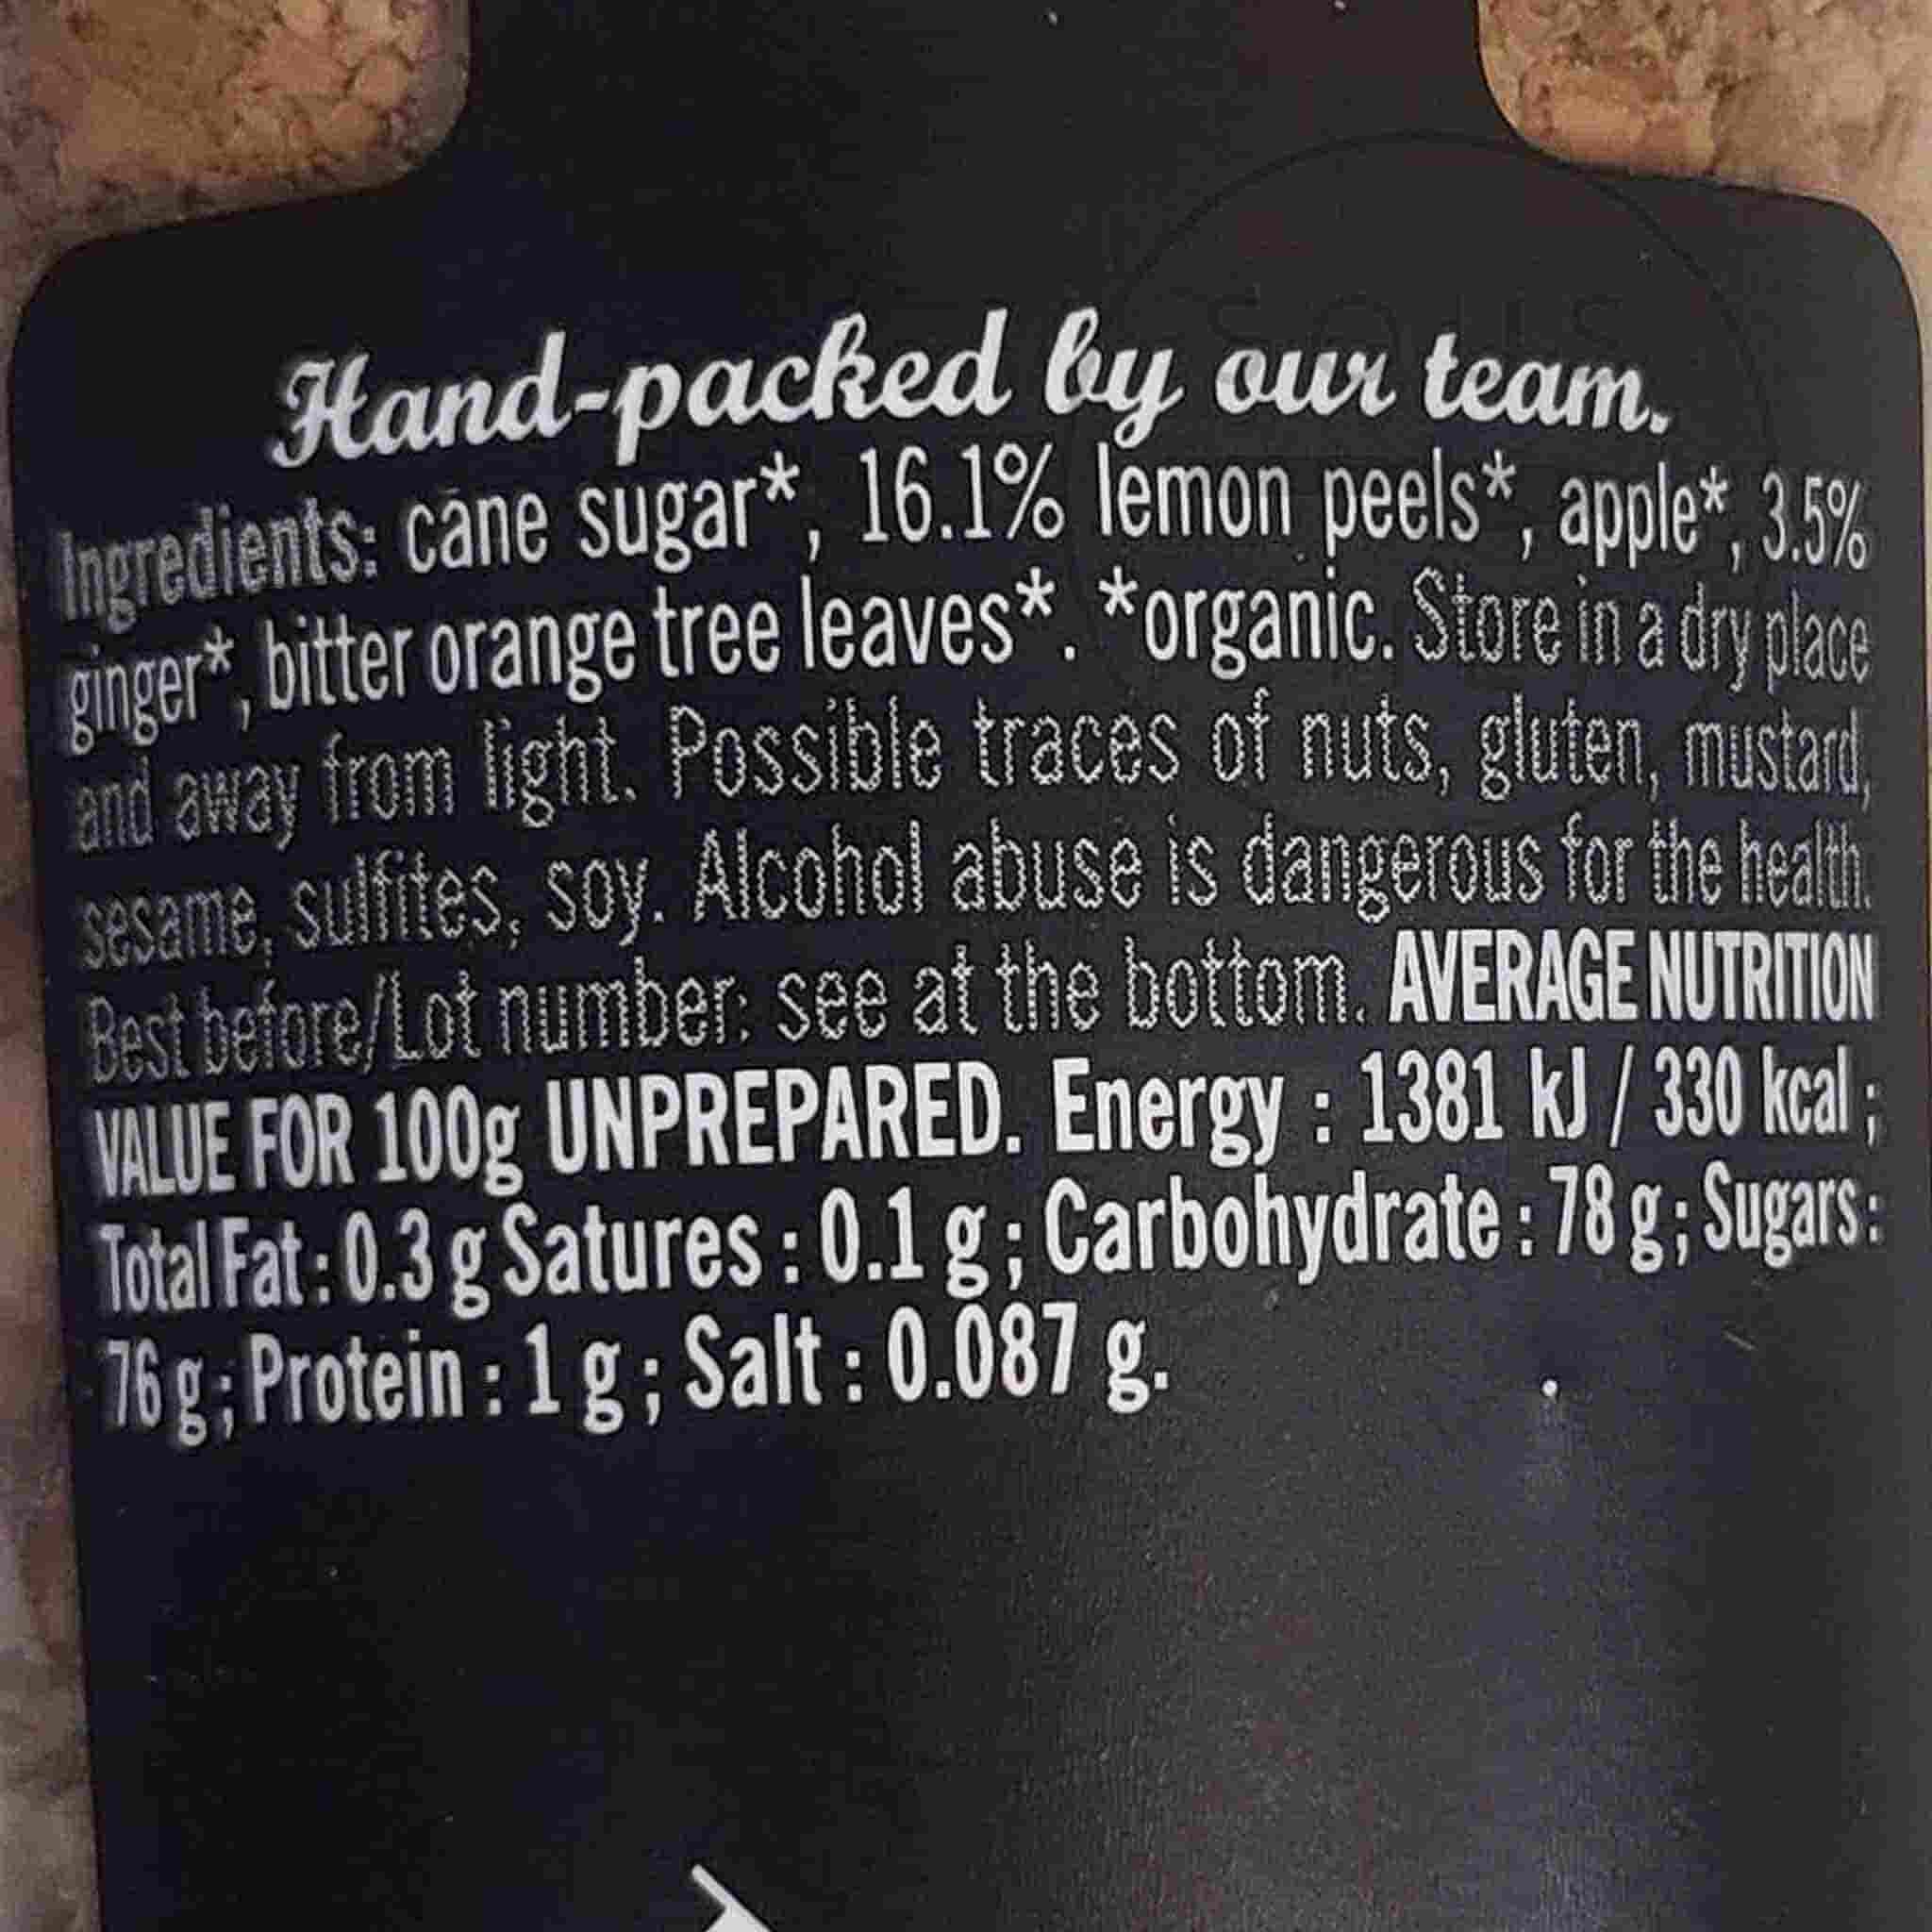 Hand-packed by our team.
Ingredients: cane sugar*, 16.1% lemon peels*, apple*, 3.5%
ginger*, bitter orange tree leaves*. *organic. Store in a dry place
and away from light. Possible traces of nuts, gluten, mustard,
sesame, sulfites, soy. Alcohol abuse is dangerous for the health.
Best before/Lot number: see at the bottom. AVERAGE NUTRITION
VALUE FOR 100g UNPREPARED. Energy : 1381 kJ / 330 kcal ;
Total Fat : 0.3 g Satures : 0.1 g ; Carbohydrate : 78 g ; Sugars :
76 g ; Protein : 1 g ; Salt : 0.087 g.